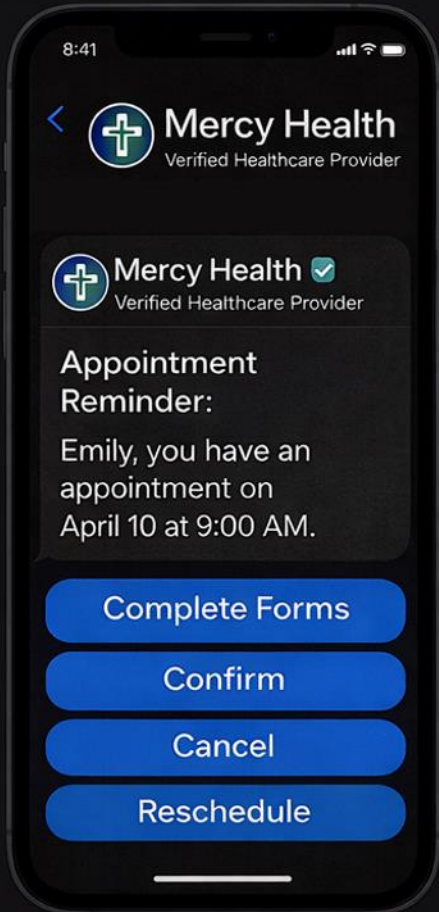 8:41
Mercy Health
Verified Healthcare Provider
Mercy Health
Verified Healthcare Provider
Appointment
Reminder:
Emily, you have an
appointment on
April 10 at 9:00 AM.
Complete Forms
Confirm
Cancel
Reschedule